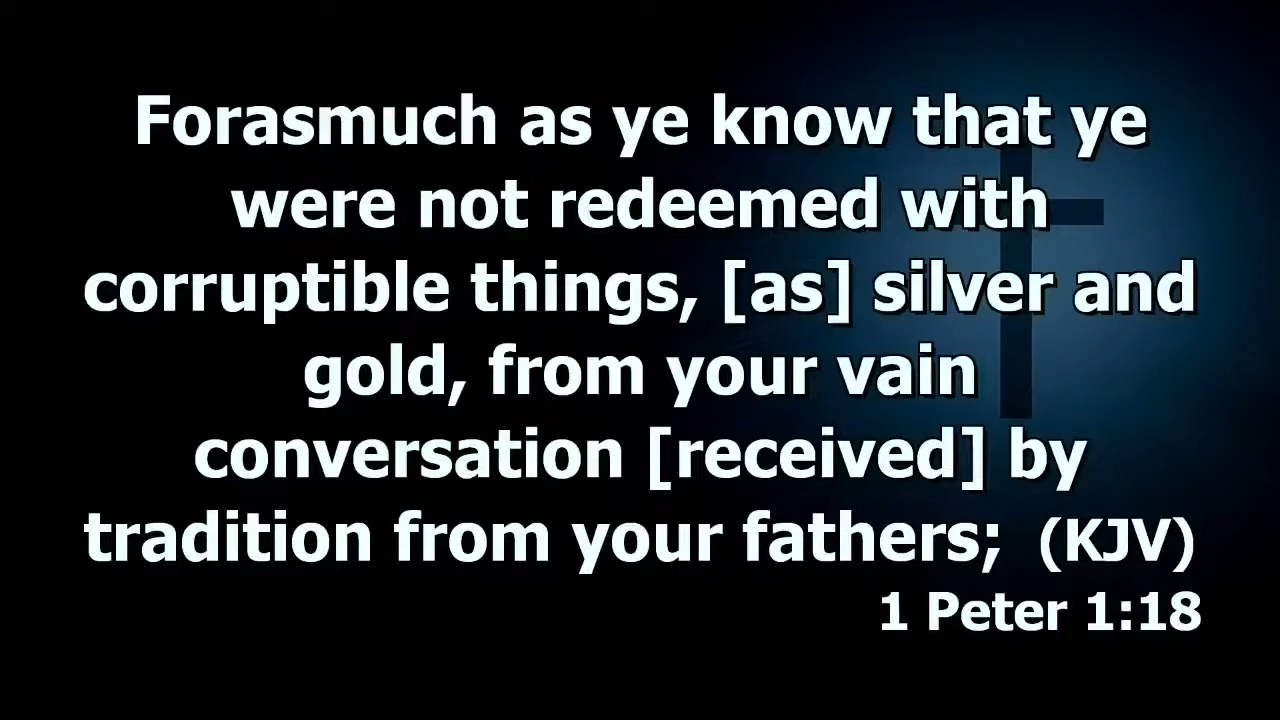 Forasmuch as ye know that ye
were not redeemed with
corruptible things, [as] silver and
gold, from your vain
conversation [received] by
tradition from your fathers; (KJV)
1 Peter 1:18